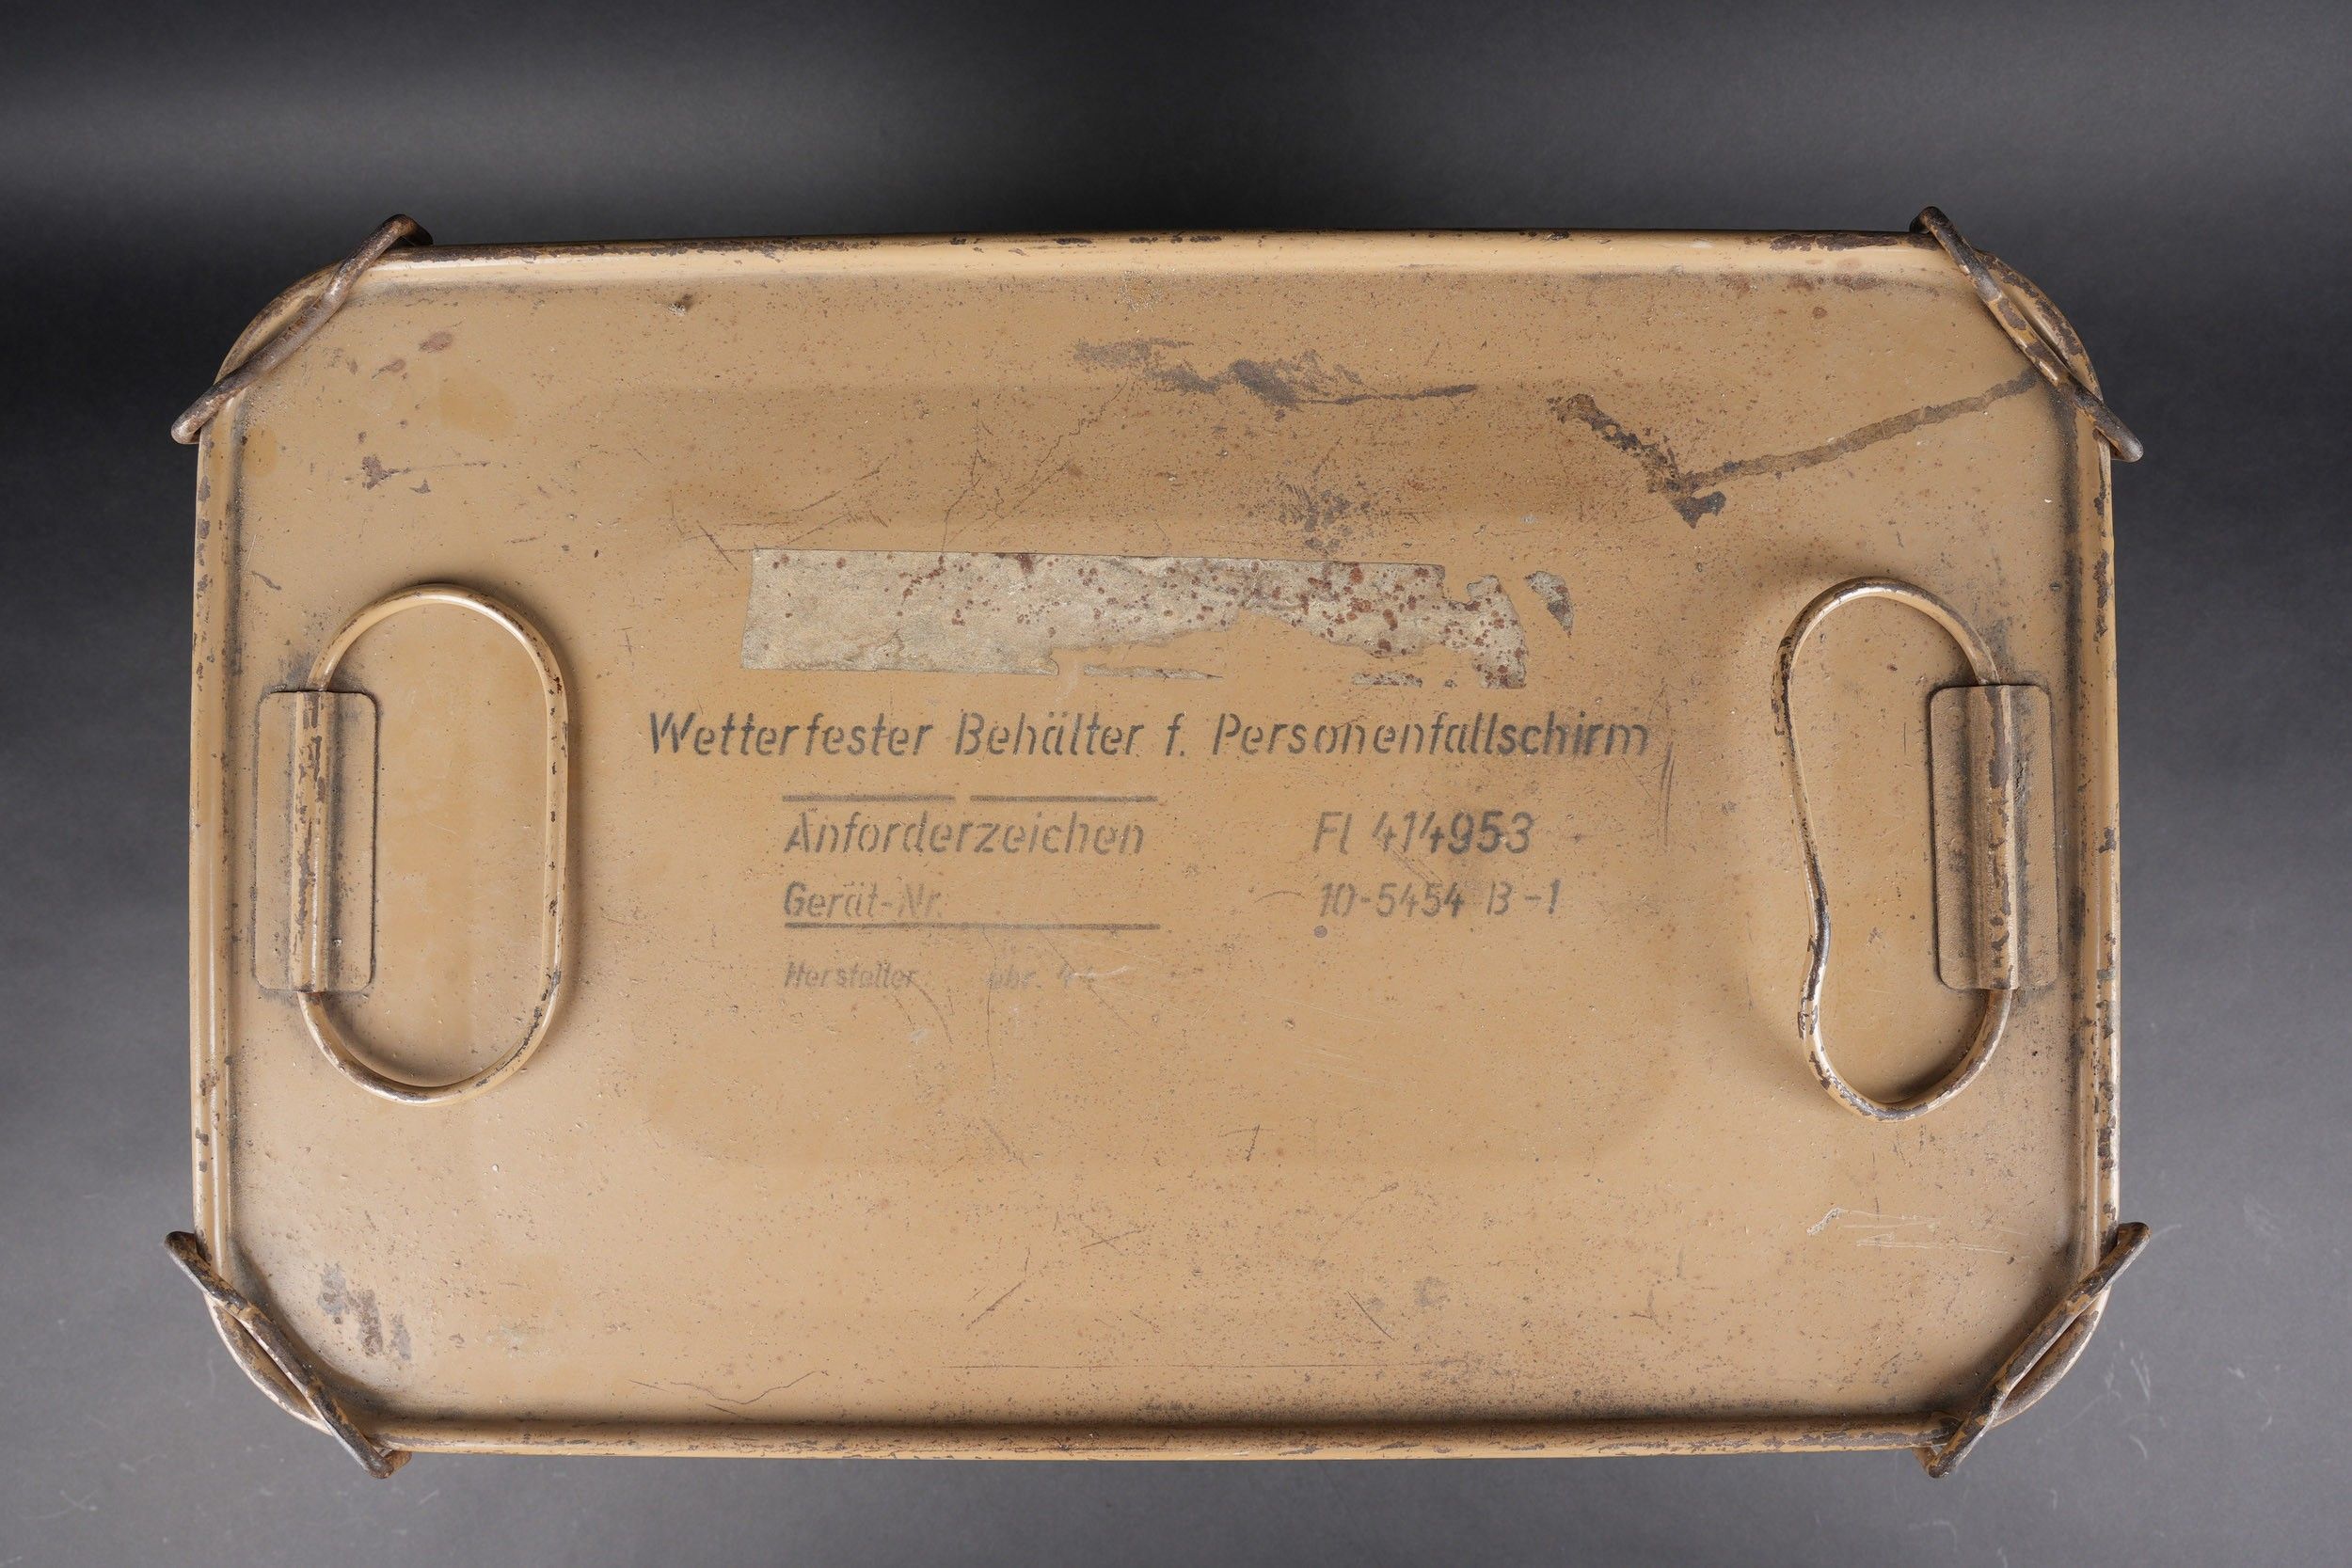 Wetterfester Behälter f. Personenfallschirm
Anforderzeichen Fl 414953
Gerät-Nr. 10-5454 B-1
Hersteller